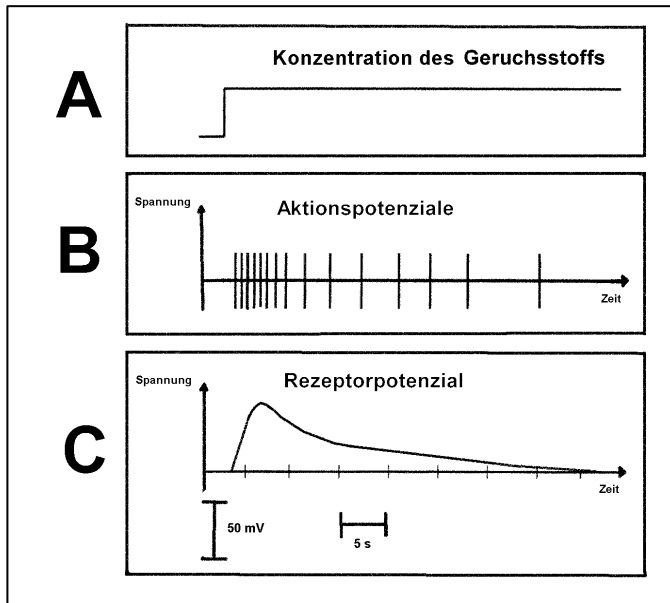 A
Konzentration des Geruchsstoffs
B
Spannung
Aktionspotenziale
Zeit
C
Spannung
Rezeptorpotenzial
Zeit
50 mV
5 s